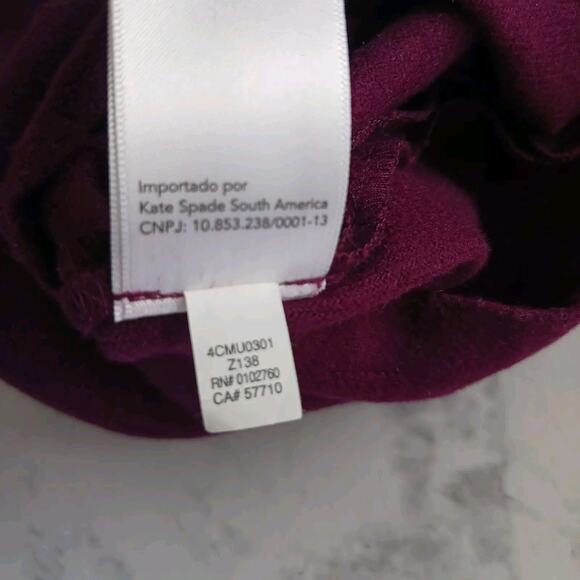 Importado por
Kate Spade South America
CNPJ: 10.853.238/0001-13
4CMU0301
Z138
RN# 0102760
CA# 57710